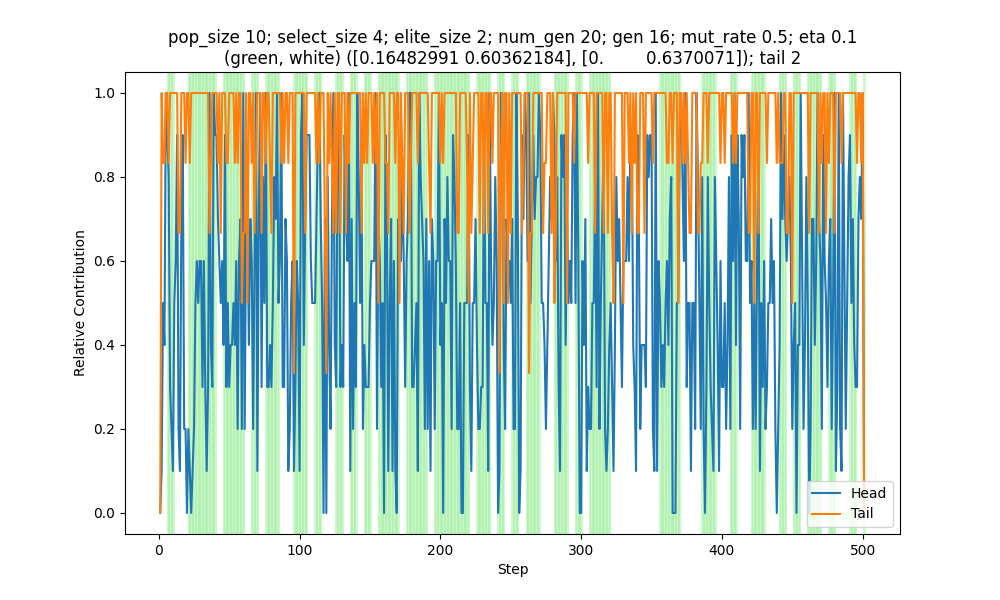 pop_size 10; select_size 4; elite_size 2; num_gen 20; gen 16; mut_rate 0.5; eta 0.1
(green, white) ([0.16482991 0.60362184], [0.         0.6370071]); tail 2
1.0
0.8
0.6
0.4
0.2
0.0
Relative Contribution
Head
Tail
0
100
200
300
400
500
Step